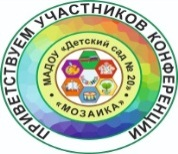 ПРИВЕТСТВУЕМ УЧАСТНИКОВ КОНФЕРЕНЦИИ
МАДОУ «Детский сад № 20»
«МОЗАИКА»